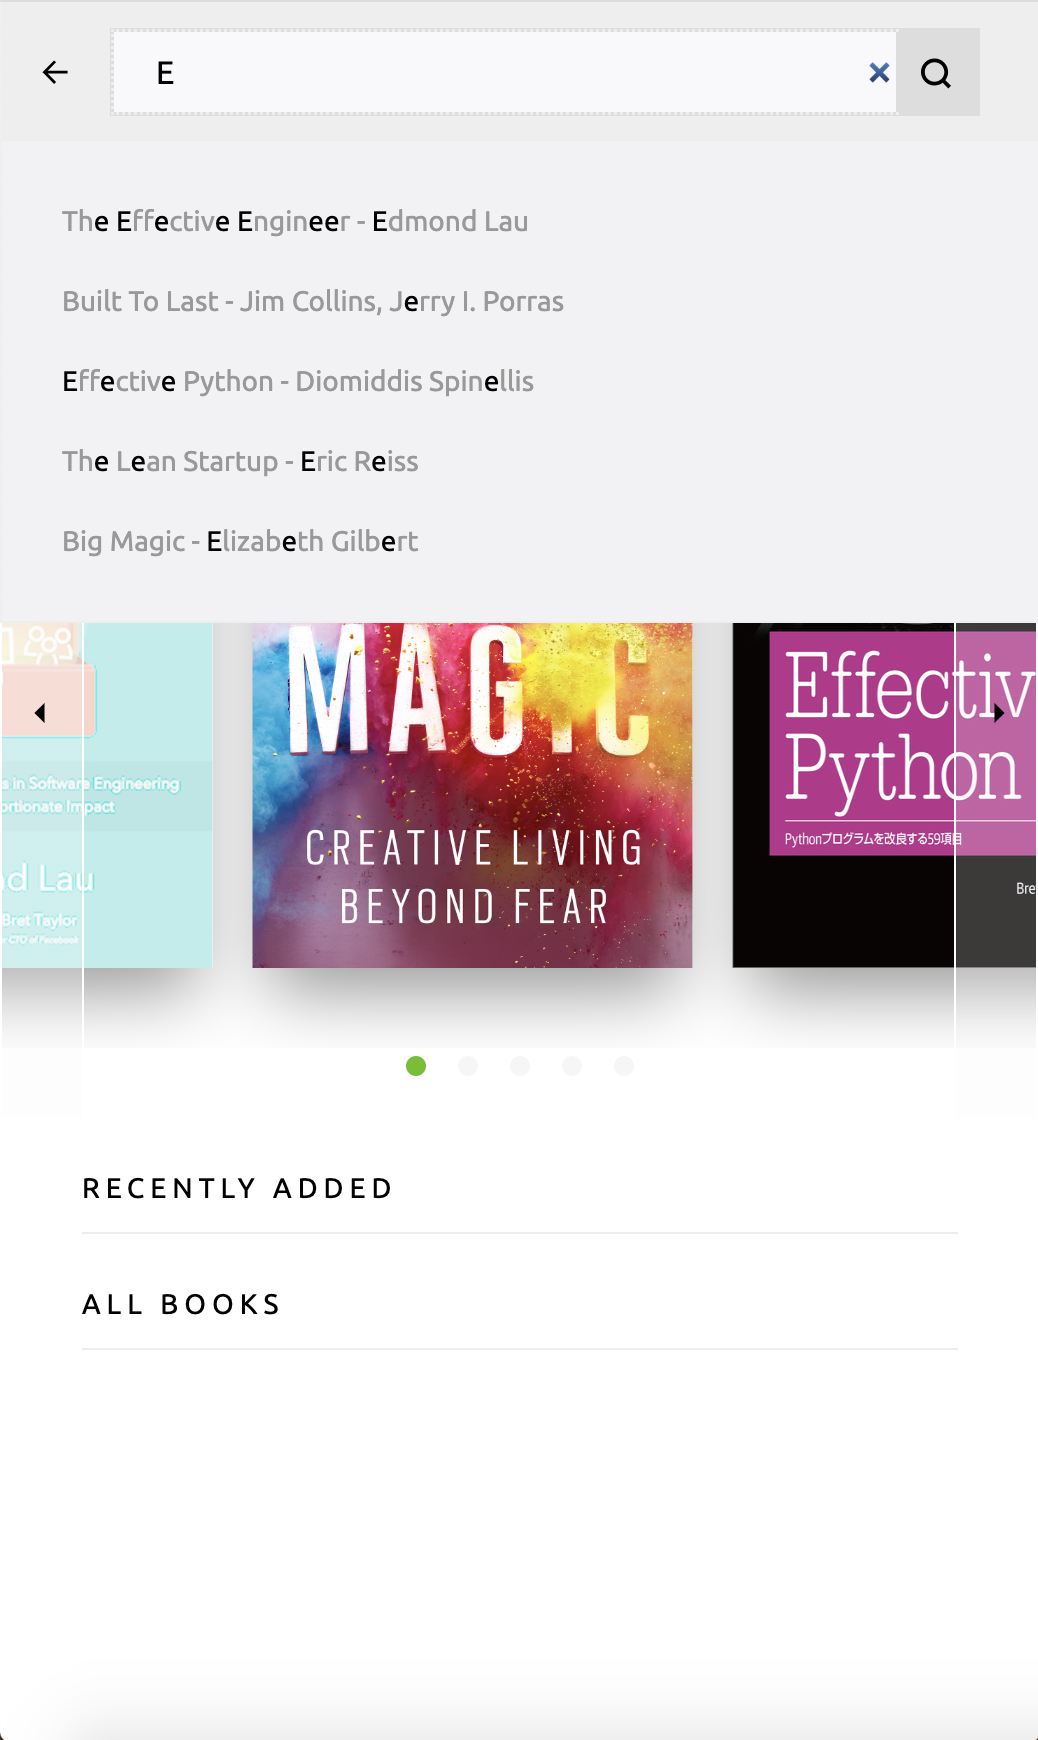 E
The Effective Engineer - Edmond Lau
Built To Last - Jim Collins, Jerry I. Porras
Effective Python - Diomiddis Spinellis
The Lean Startup - Eric Reiss
Big Magic - Elizabeth Gilbert
MAGIC
CREATIVE LIVING
BEYOND FEAR
s in Software Engineering
ortionate Impact
nd Lau
Bret Taylor
r CTO of Facebook
Effectiv
Python
Pythonプログラムを改良する59項目
Bre
RECENTLY ADDED
ALL BOOKS